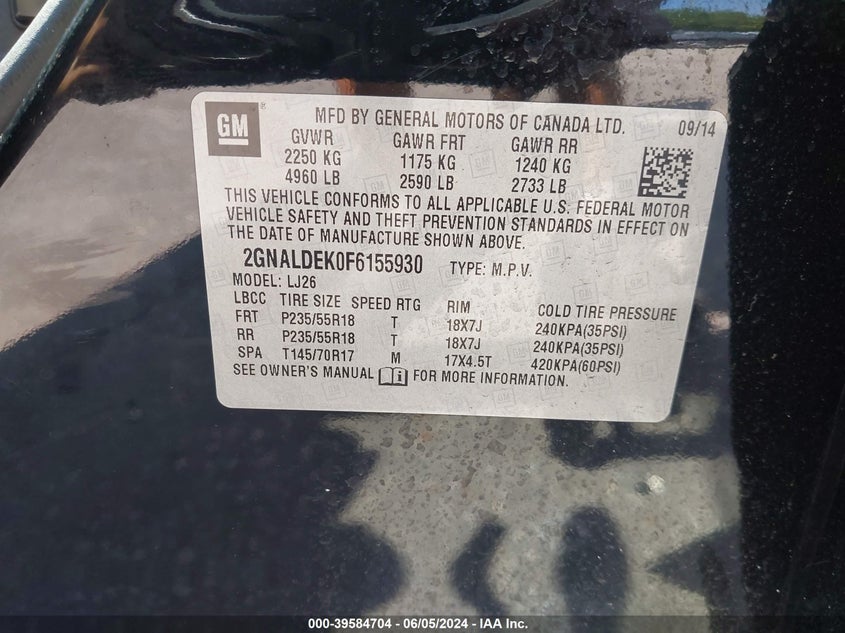 GM
MFD BY GENERAL MOTORS OF CANADA LTD. 09/14
GVWR GAWR FRT GAWR RR
2250 KG 1175 KG 1240 KG
4960 LB 2590 LB 2733 LB
THIS VEHICLE CONFORMS TO ALL APPLICABLE U.S. FEDERAL MOTOR
VEHICLE SAFETY AND THEFT PREVENTION STANDARDS IN EFFECT ON
THE DATE OF MANUFACTURE SHOWN ABOVE.
2GNALDEK0F6155930 TYPE: M.P.V.
MODEL: LJ26
LBCC TIRE SIZE SPEED RTG RIM COLD TIRE PRESSURE
FRT P235/55R18 T 18X7J 240KPA(35PSI)
RR P235/55R18 T 18X7J 240KPA(35PSI)
SPA T145/70R17 M 17X4.5T 420KPA(60PSI)
SEE OWNER'S MANUAL FOR MORE INFORMATION.
000-39584704 / 06/05/2024 - IAA Inc.